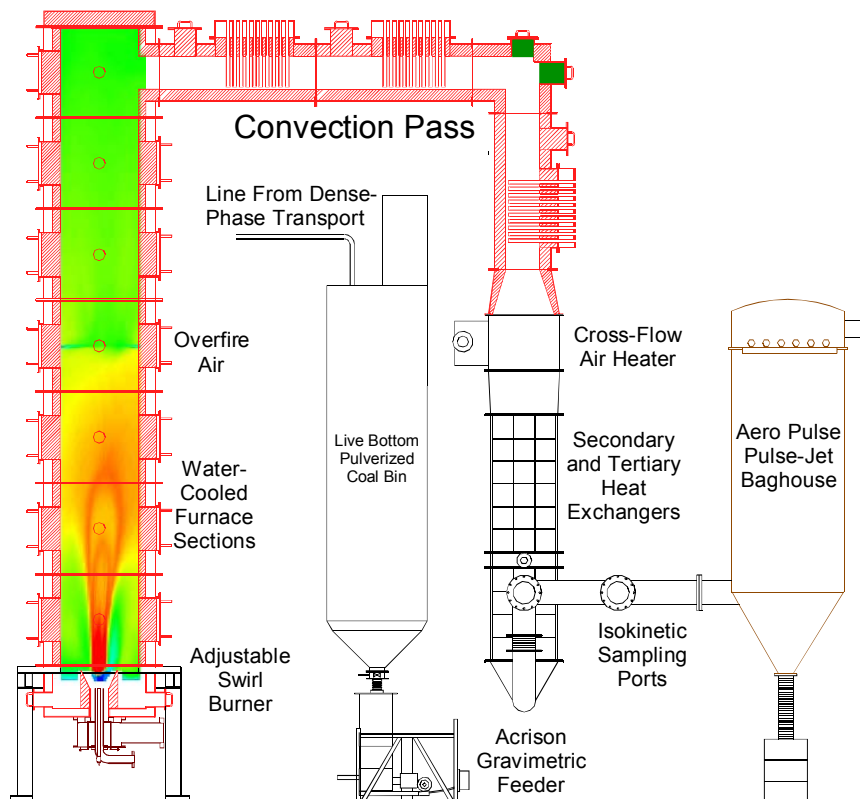 Convection Pass
Line From Dense-
Phase Transport
Overfire
Air
Cross-Flow
Air Heater
Live Bottom
Pulverized
Coal Bin
Secondary
and Tertiary
Heat
Exchangers
Aero Pulse
Pulse-Jet
Baghouse
Water-
Cooled
Furnace
Sections
Isokinetic
Sampling
Ports
Adjustable
Swirl
Burner
Acrison
Gravimetric
Feeder